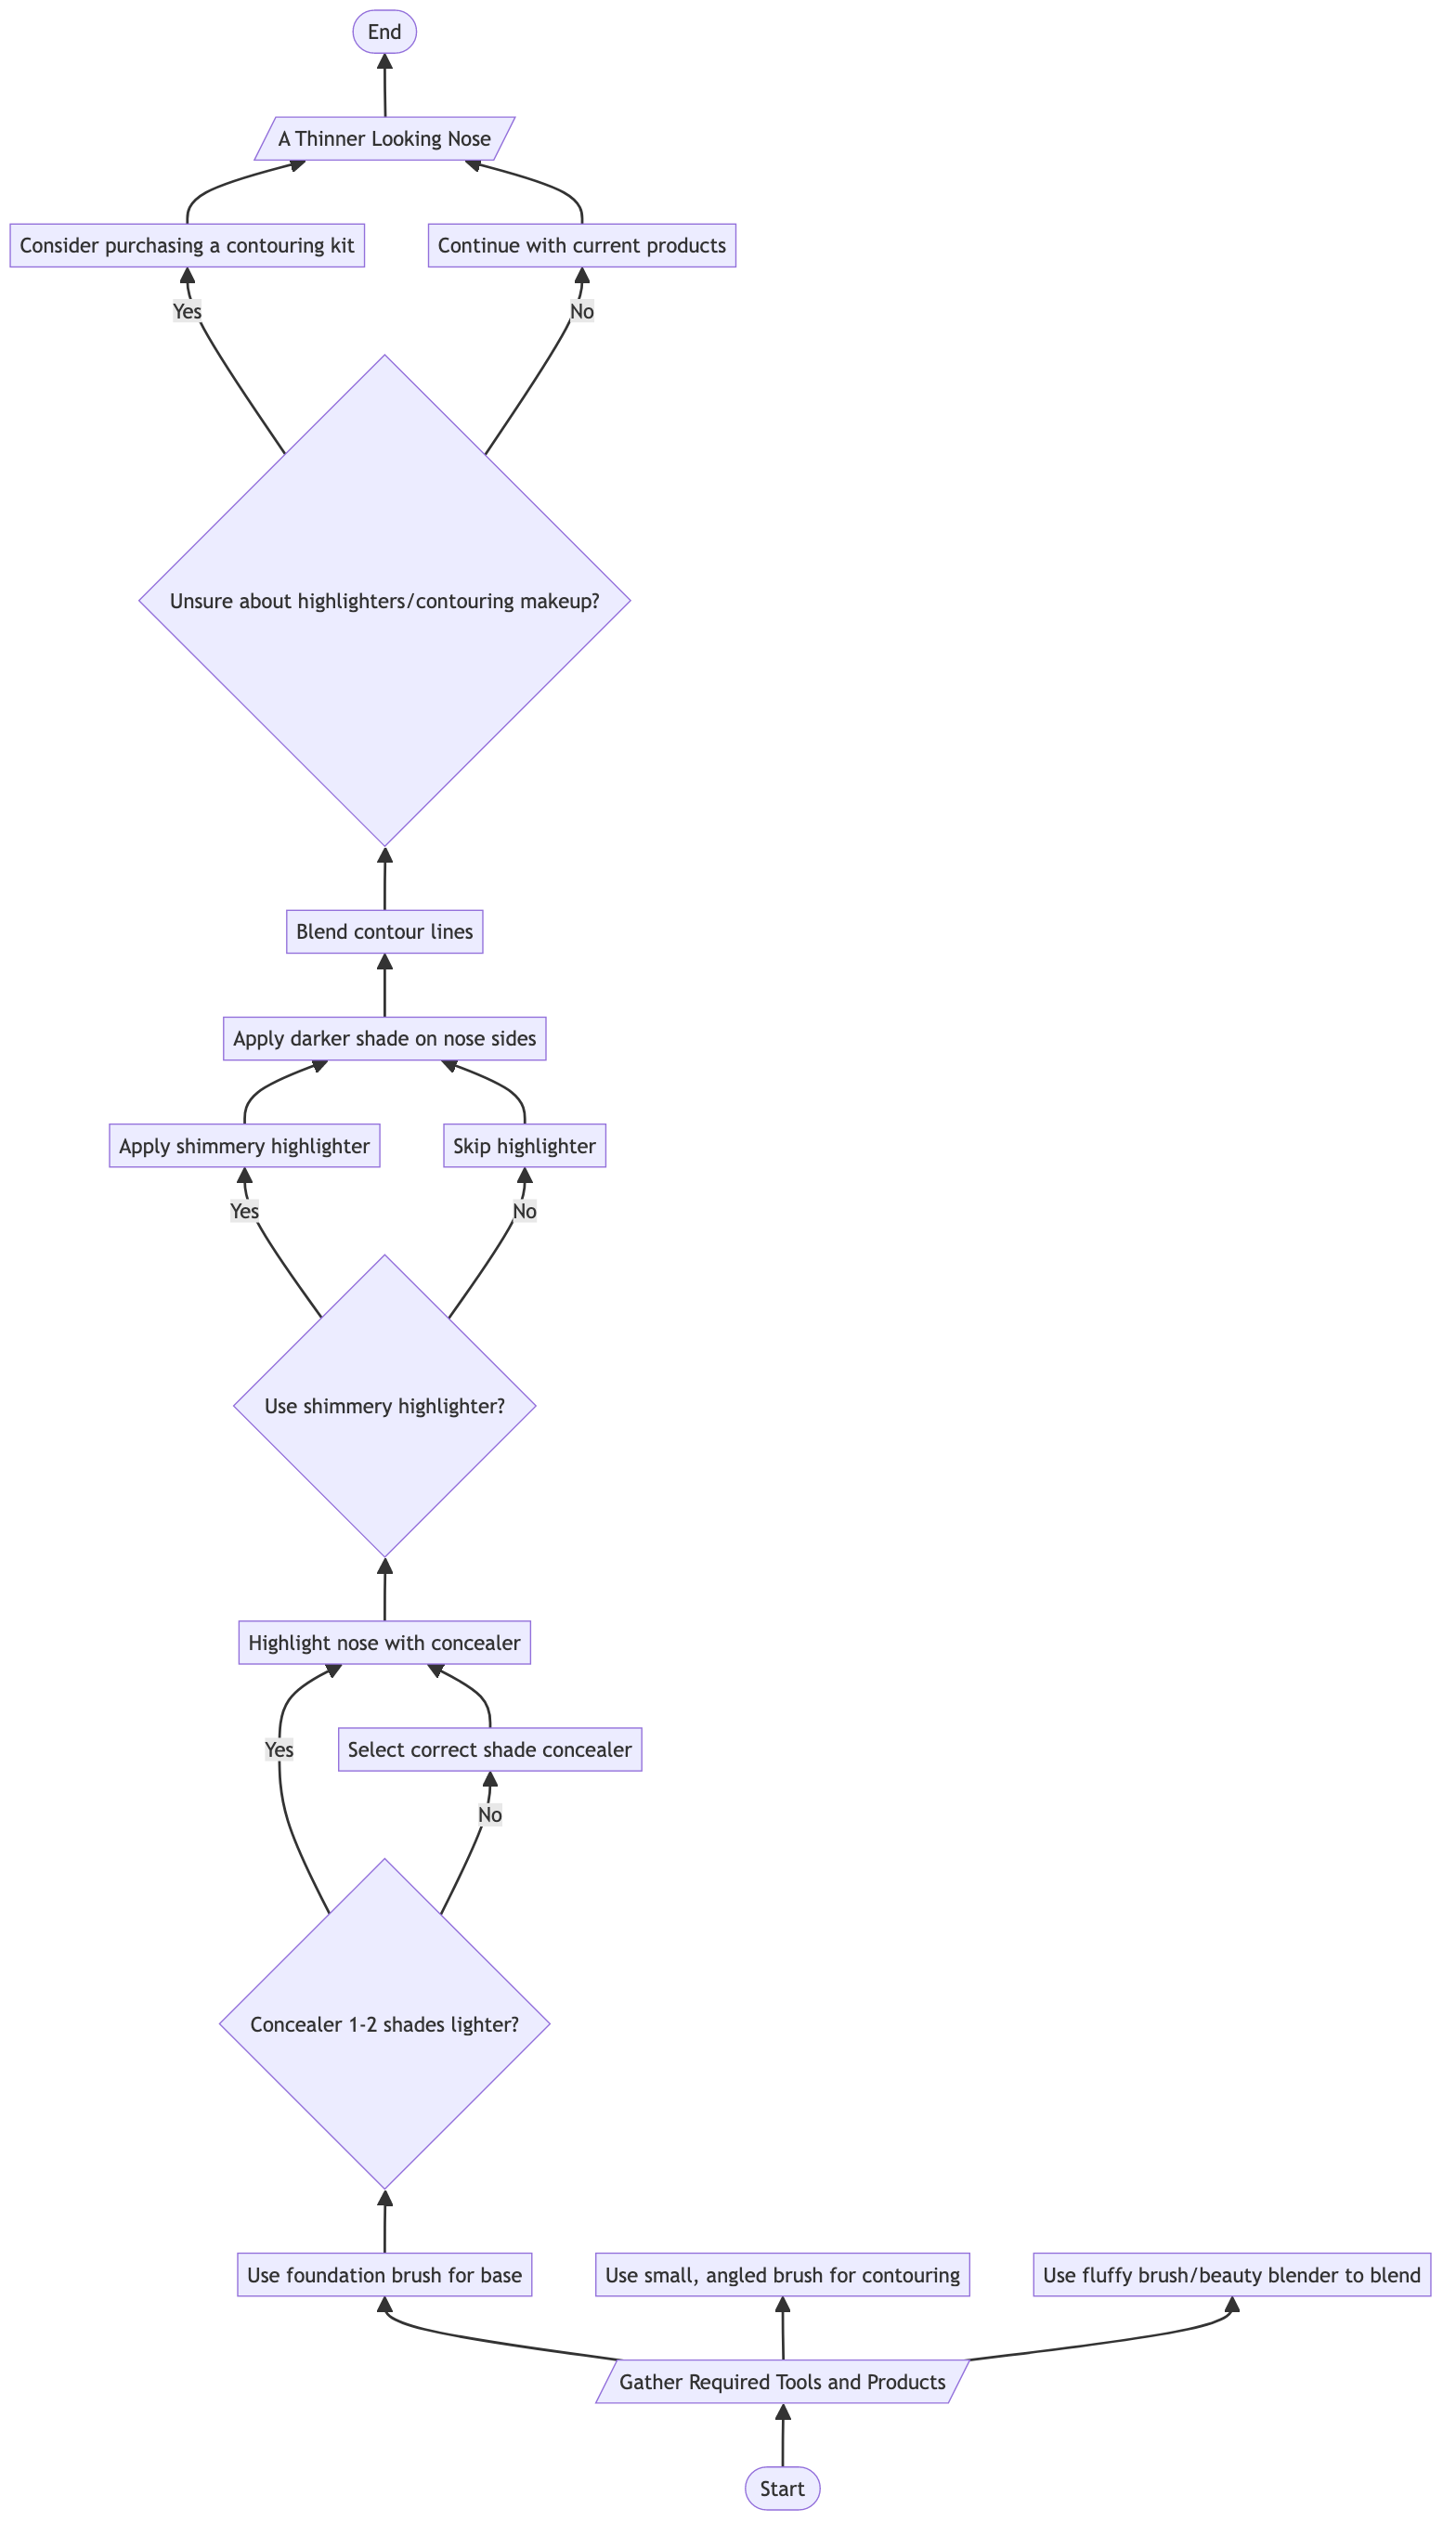 End
A Thinner Looking Nose
Consider purchasing a contouring kit
Continue with current products
Yes
No
Unsure about highlighters/contouring makeup?
Blend contour lines
Apply darker shade on nose sides
Apply shimmery highlighter
Skip highlighter
Yes
No
Use shimmery highlighter?
Highlight nose with concealer
Yes
Select correct shade concealer
No
Concealer 1-2 shades lighter?
Use foundation brush for base
Use small, angled brush for contouring
Use fluffy brush/beauty blender to blend
Gather Required Tools and Products
Start